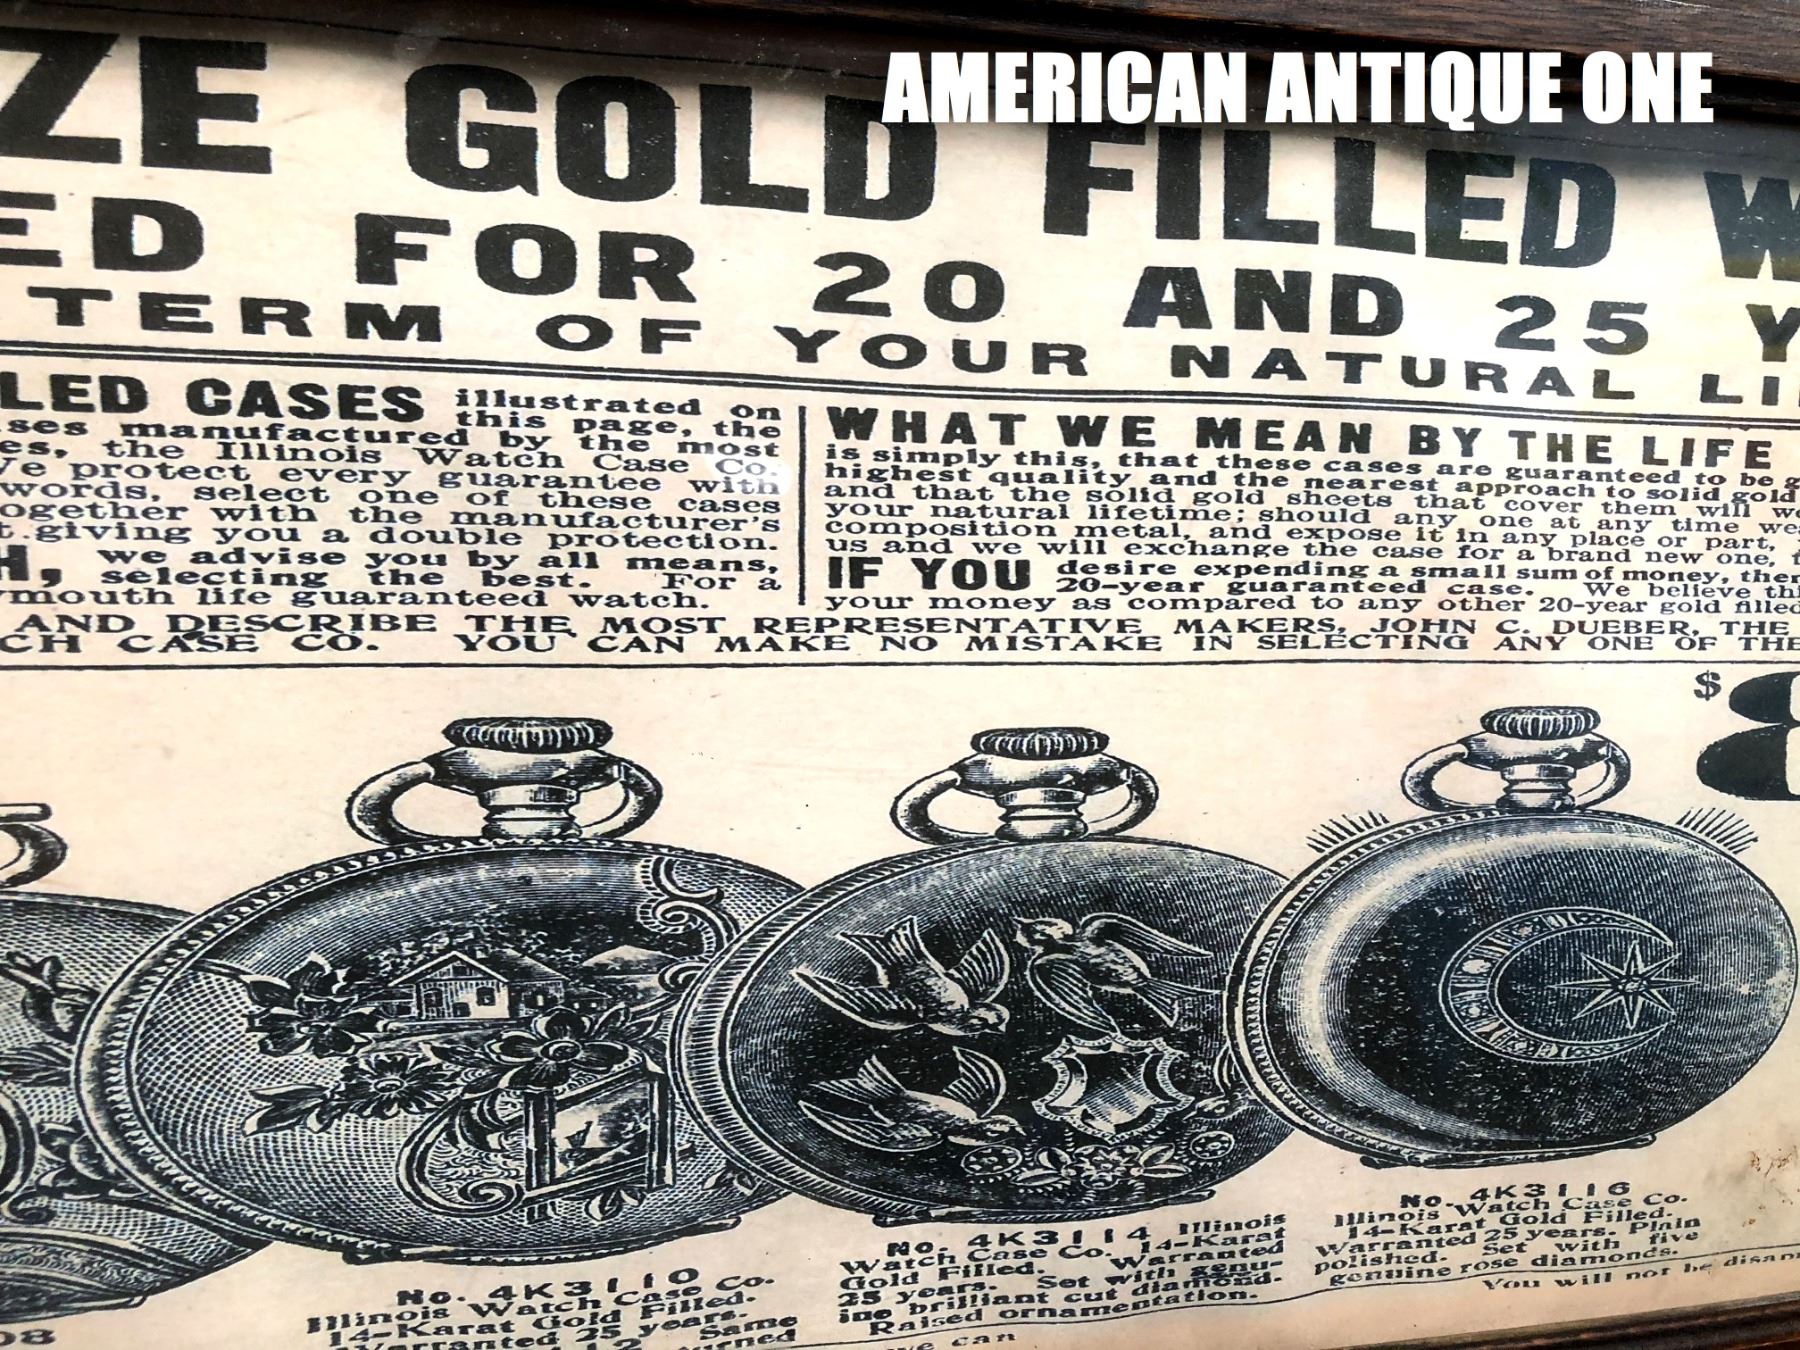 AMERICAN ANTIQUE ONE
ZE GOLD FILLED W
ED FOR 20 AND 25 Y
TERM OF YOUR NATURAL LI
LED CASES illustrated on
this page, the
ses manufactured by the most
es, the Illinois Watch Case Co.
We protect every guarantee with
words, select one of these cases
ogether with the manufacturer's
t giving you a double protection.
H, we advise you by all means,
selecting the best. For a
ymouth life guaranteed watch.
WHAT WE MEAN BY THE LIFE
is simply this, that these cases are guaranteed to be g
highest quality and the nearest approach to solid gold
and that the solid gold sheets that cover them will we
your natural lifetime; should any one at any time wea
composition metal, and expose it in any place or part,
us and we will exchange the case for a brand new one, t
IF YOU desire expending a small sum of money, then
20-year guaranteed case. We believe thi
your money as compared to any other 20-year gold filled
AND DESCRIBE THE MOST REPRESENTATIVE MAKERS, JOHN C. DUEBER, THE
CH CASE CO. YOU CAN MAKE NO MISTAKE IN SELECTING ANY ONE OF THE
$8
08
No. 4K3110
Illinois Watch Case Co.
14-Karat Gold Filled.
Warranted 25 years.
Same
turned
No. 4K3114 Illinois
Watch Case Co. 14-Karat
Gold Filled. Warranted
25 years. Set with genu-
ine brilliant cut diamond.
Raised ornamentation.
No. 4K3116
Illinois Watch Case Co.
14-Karat Gold Filled.
Warranted 25 years. Plain
polished. Set with five
genuine rose diamonds.
You will not be disapp
we can